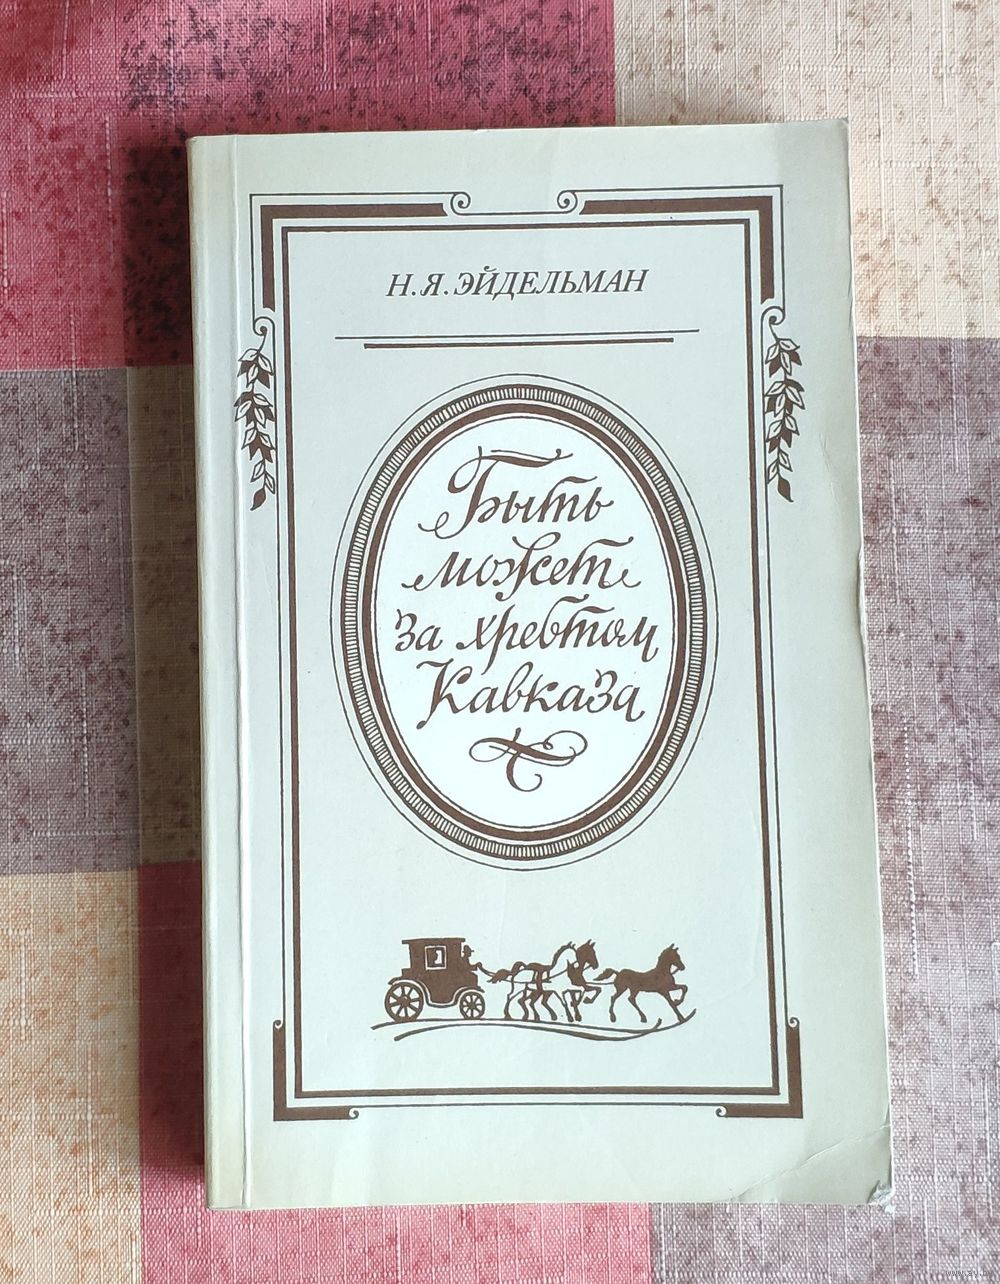 Н. Я. ЭЙДЕЛЬМАН
Быть
может
за хребтом
Кавказа